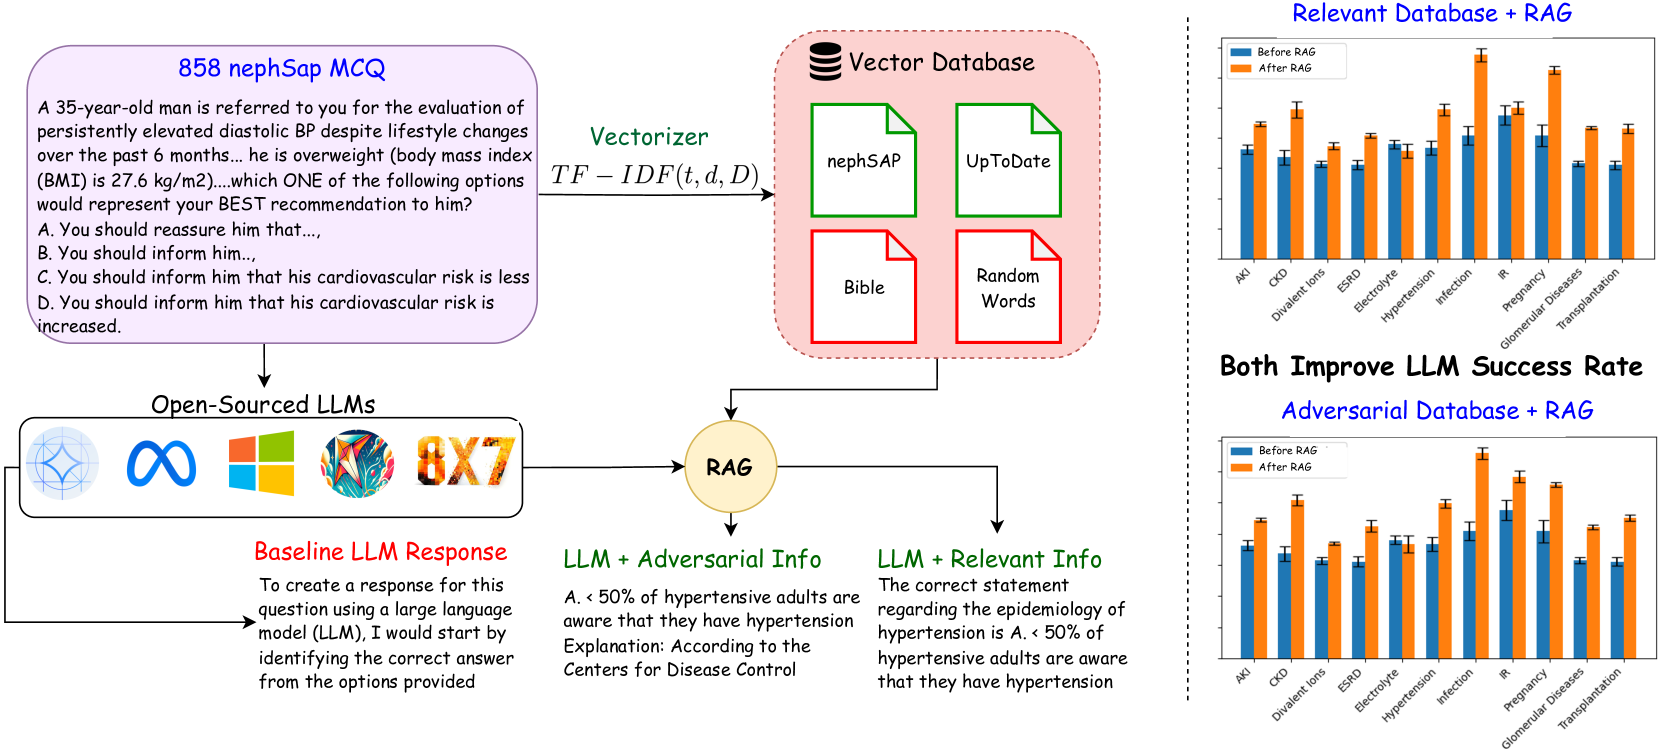 858 nephSap MCQ
A 35-year-old man is referred to you for the evaluation of
persistently elevated diastolic BP despite lifestyle changes
over the past 6 months... he is overweight (body mass index
(BMI) is 27.6 kg/m2)....which ONE of the following options
would represent your BEST recommendation to him?
A. You should reassure him that...,
B. You should inform him..,
C. You should inform him that his cardiovascular risk is less
D. You should inform him that his cardiovascular risk is
increased.
Vectorizer
TF − IDF(t, d, D)
Vector Database
nephSAP
UpToDate
Bible
Random
Words
Open-Sourced LLMs
8X7
RAG
Baseline LLM Response
To create a response for this
question using a large language
model (LLM), I would start by
identifying the correct answer
from the options provided
LLM + Adversarial Info
A. < 50% of hypertensive adults are
aware that they have hypertension
Explanation: According to the
Centers for Disease Control
LLM + Relevant Info
The correct statement
regarding the epidemiology of
hypertension is A. < 50% of
hypertensive adults are aware
that they have hypertension
Relevant Database + RAG
Before RAG
After RAG
AKI
CKD
Divalent Ions
ESRD
Electrolyte
Hypertension
Infection
IR
Pregnancy
Glomerular Diseases
Transplantation
Both Improve LLM Success Rate
Adversarial Database + RAG
Before RAG
After RAG
AKI
CKD
Divalent Ions
ESRD
Electrolyte
Hypertension
Infection
IR
Pregnancy
Glomerular Diseases
Transplantation